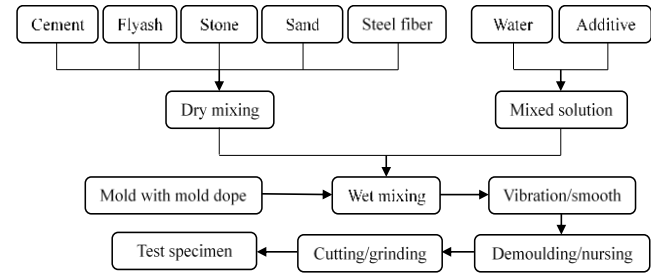 Cement
Flyash
Stone
Sand
Steel fiber
Water
Additive
Dry mixing
Mixed solution
Mold with mold dope
Wet mixing
Vibration/smooth
Test specimen
Cutting/grinding
Demoulding/nursing